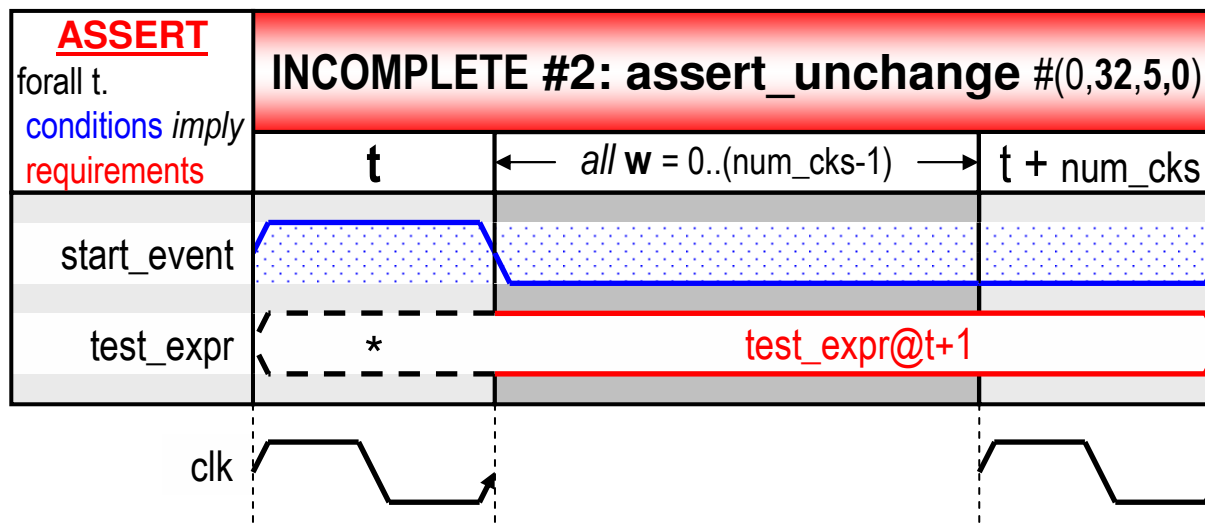 ASSERT
forall t.
conditions imply
requirements
INCOMPLETE #2: assert_unchange #(0,32,5,0)
t
all w = 0..(num_cks-1)
t + num_cks
start_event
test_expr
*
test_expr@t+1
clk